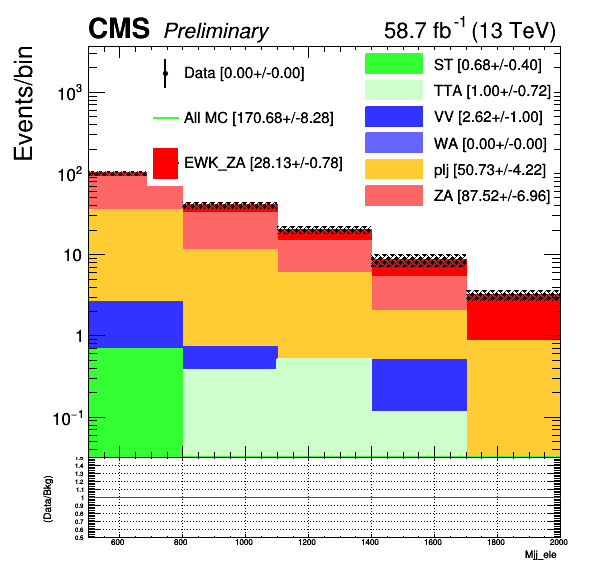 CMS Preliminary 58.7 fb⁻¹ (13 TeV)
Events/bin
Data [0.00+/-0.00]
All MC [170.68+/-8.28]
EWK_ZA [28.13+/-0.78]
ST [0.68+/-0.40]
TTA [1.00+/-0.72]
VV [2.62+/-1.00]
WA [0.00+/-0.00]
plj [50.73+/-4.22]
ZA [87.52+/-6.96]
10³
10²
10
1
10⁻¹
(Data/Bkg)
1.5
1.4
1.3
1.2
1.1
1
0.9
0.8
0.7
0.6
0.5
600 800 1000 1200 1400 1600 1800 2000
Mjj_ele